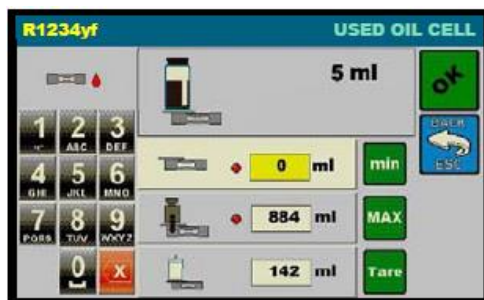 R1234yf USED OIL CELL
5 ml
OK
BACK
ESC
1 2 3
ABC DEF
4 5 6
GHI JKL MNO
7 8 9
PQRS TUV WXYZ
0 X
0 ml min
884 ml MAX
142 ml Tare